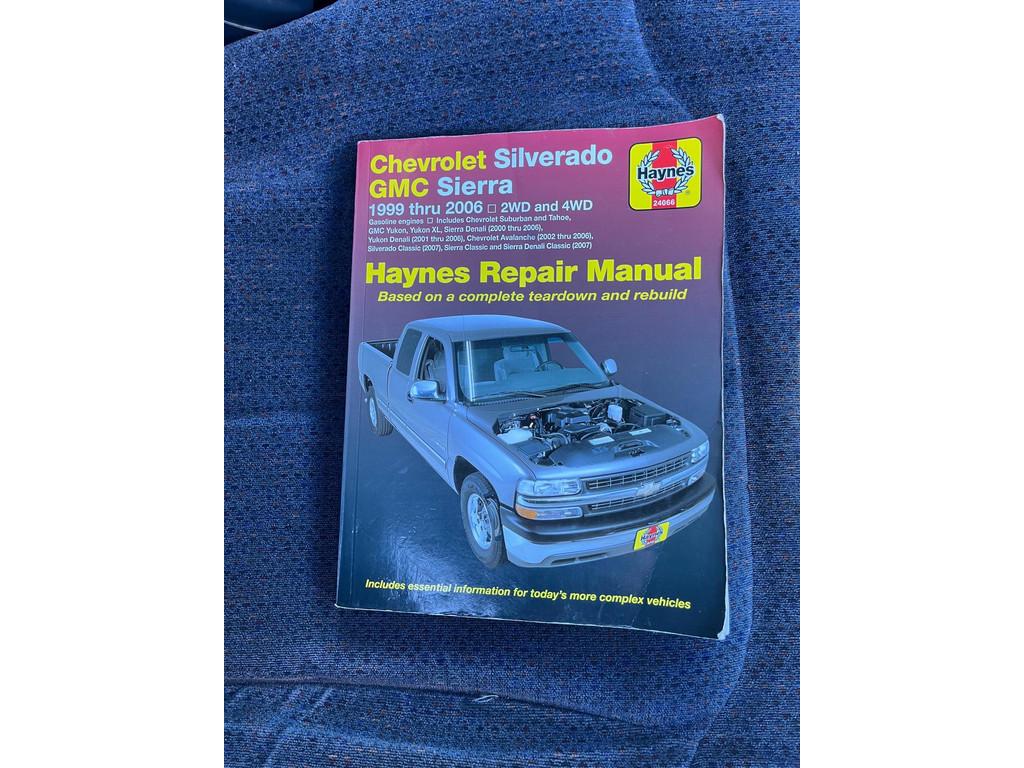 Chevrolet Silverado
GMC Sierra
Haynes
®
24066
1999 thru 2006 □ 2WD and 4WD
Gasoline engines □ Includes Chevrolet Suburban and Tahoe,
GMC Yukon, Yukon XL, Sierra Denali (2000 thru 2006),
Yukon Denali (2001 thru 2006), Chevrolet Avalanche (2002 thru 2006),
Silverado Classic (2007), Sierra Classic and Sierra Denali Classic (2007)
Haynes Repair Manual
Based on a complete teardown and rebuild
Haynes
Includes essential information for today's more complex vehicles